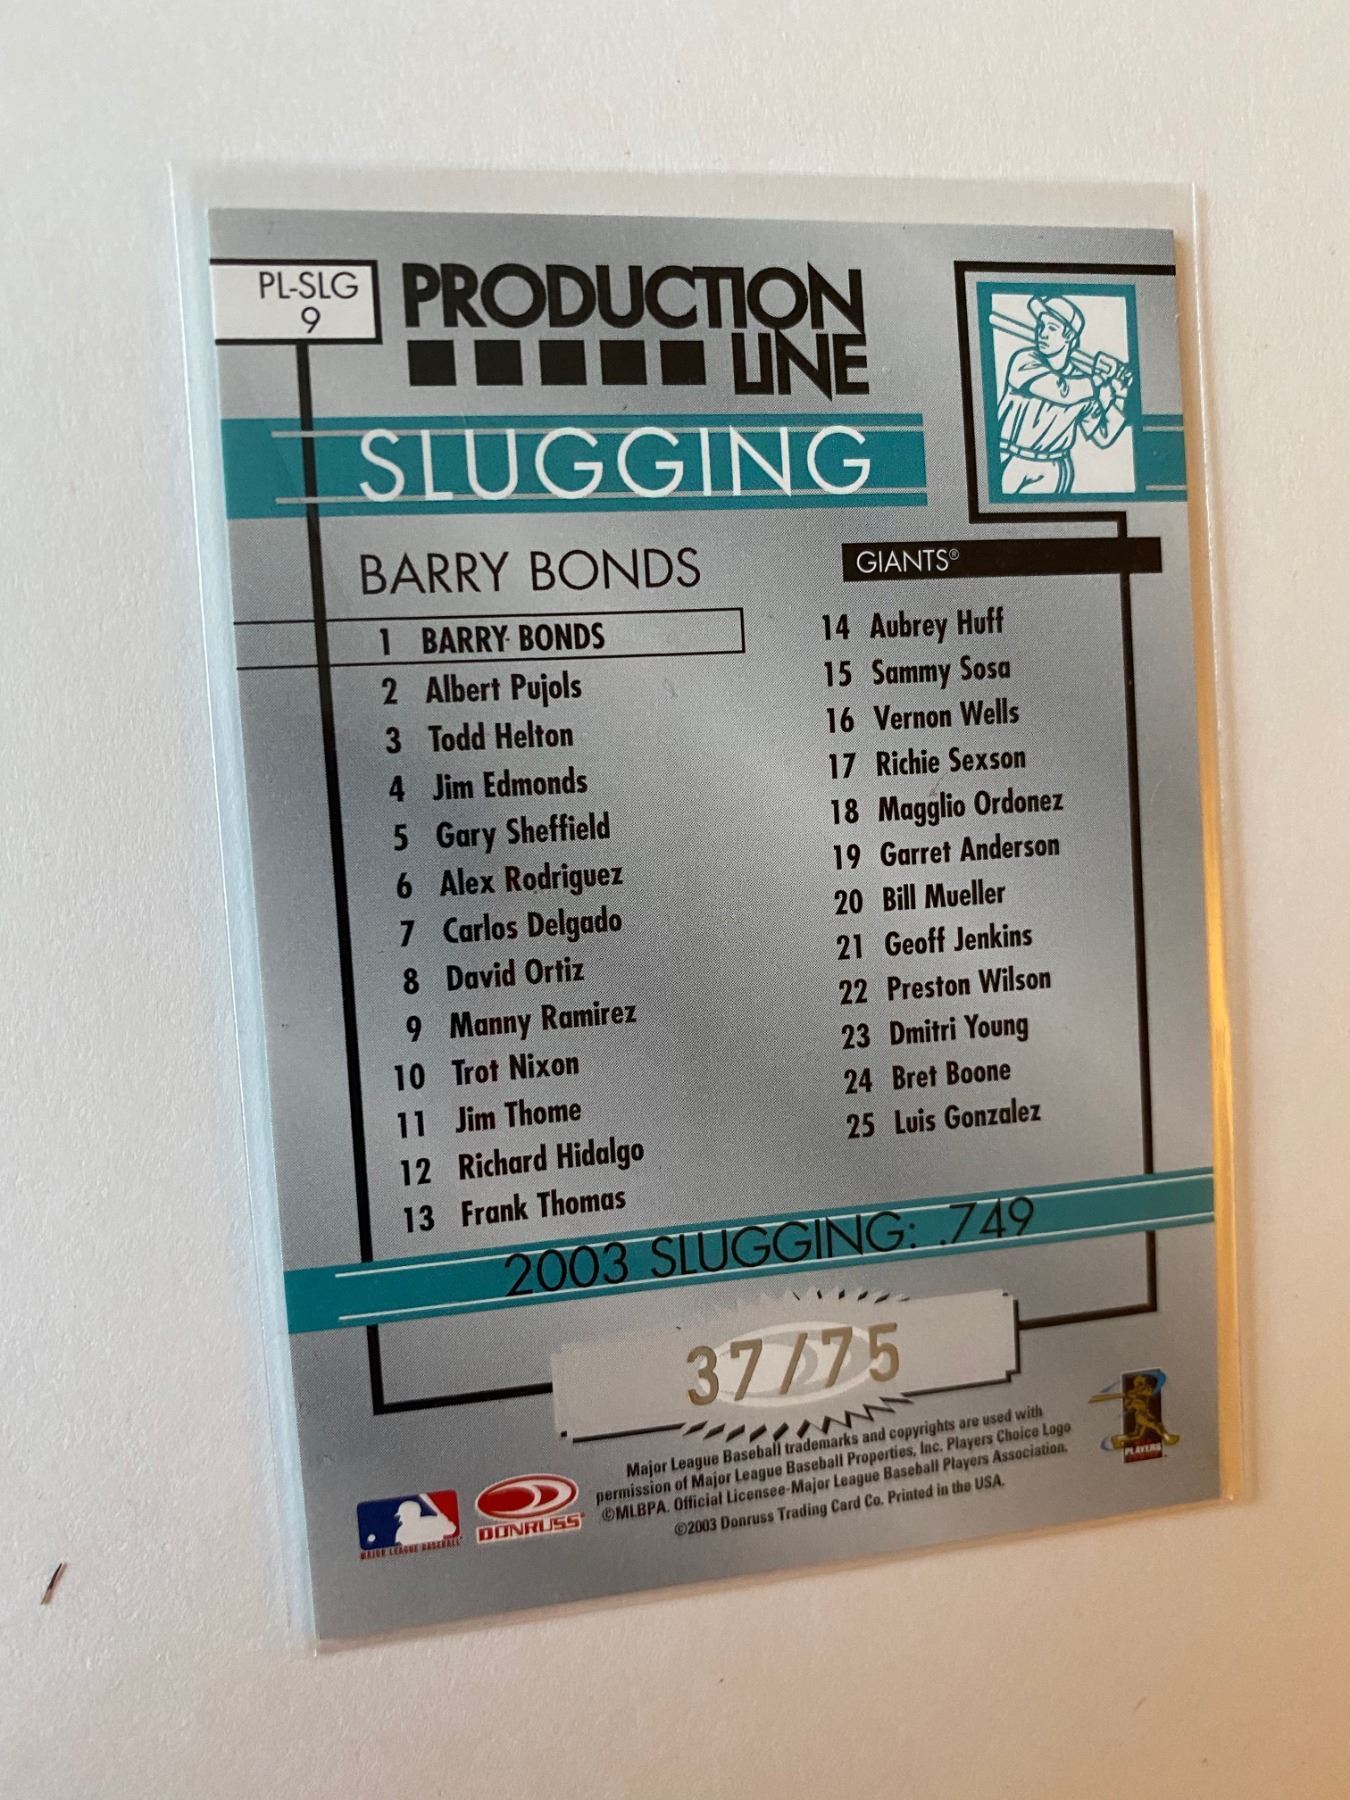 PL-SLG
9
PRODUCTION
LINE
SLUGGING
BARRY BONDS
GIANTS®
1 BARRY BONDS
2 Albert Pujols
3 Todd Helton
4 Jim Edmonds
5 Gary Sheffield
6 Alex Rodriguez
7 Carlos Delgado
8 David Ortiz
9 Manny Ramirez
10 Trot Nixon
11 Jim Thome
12 Richard Hidalgo
13 Frank Thomas
14 Aubrey Huff
15 Sammy Sosa
16 Vernon Wells
17 Richie Sexson
18 Magglio Ordonez
19 Garret Anderson
20 Bill Mueller
21 Geoff Jenkins
22 Preston Wilson
23 Dmitri Young
24 Bret Boone
25 Luis Gonzalez
2003 SLUGGING: .749
37/75
Major League Baseball trademarks and copyrights are used with
permission of Major League Baseball Properties, Inc. Players Choice Logo
©MLBPA. Official Licensee-Major League Baseball Players Association.
©2003 Donruss Trading Card Co. Printed in the USA.
MAJOR LEAGUE BASEBALL
DONRUSS
PLAYERS